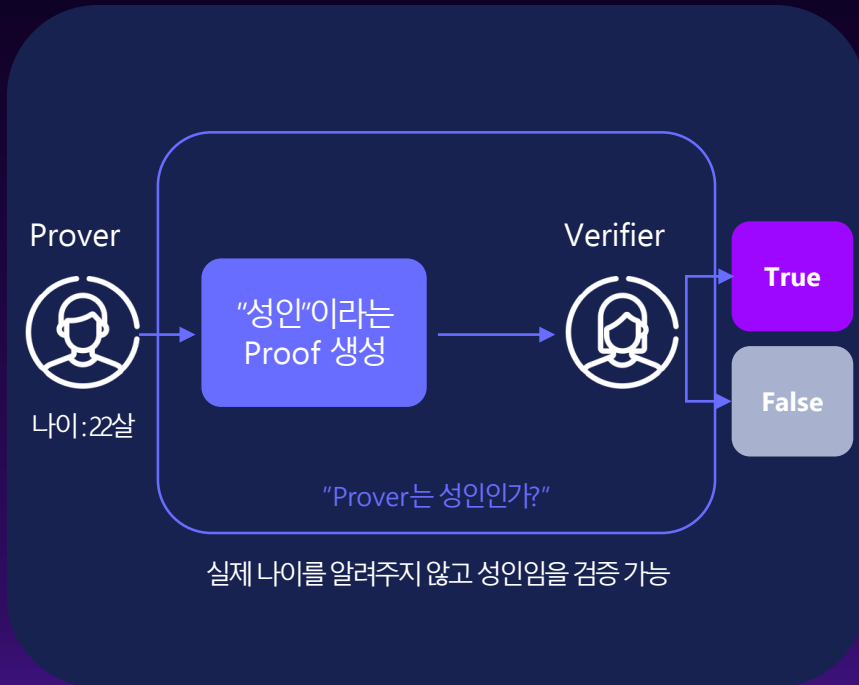 Prover
Verifier
True
"성인"이라는
Proof 생성
False
나이 : 22살
"Prover는 성인인가?"
실제 나이를 알려주지 않고 성인임을 검증 가능